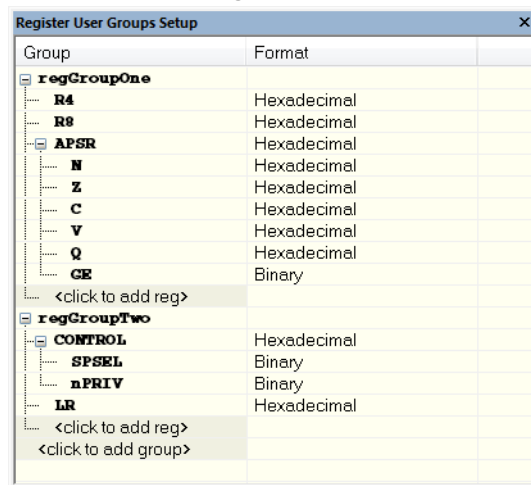 Register User Groups Setup ×
Group Format
regGroupOne
R4 Hexadecimal
R8 Hexadecimal
APSR Hexadecimal
N Hexadecimal
Z Hexadecimal
C Hexadecimal
V Hexadecimal
Q Hexadecimal
GE Binary
<click to add reg>
regGroupTwo
CONTROL Hexadecimal
SPSEL Binary
nPRIV Binary
LR Hexadecimal
<click to add reg>
<click to add group>